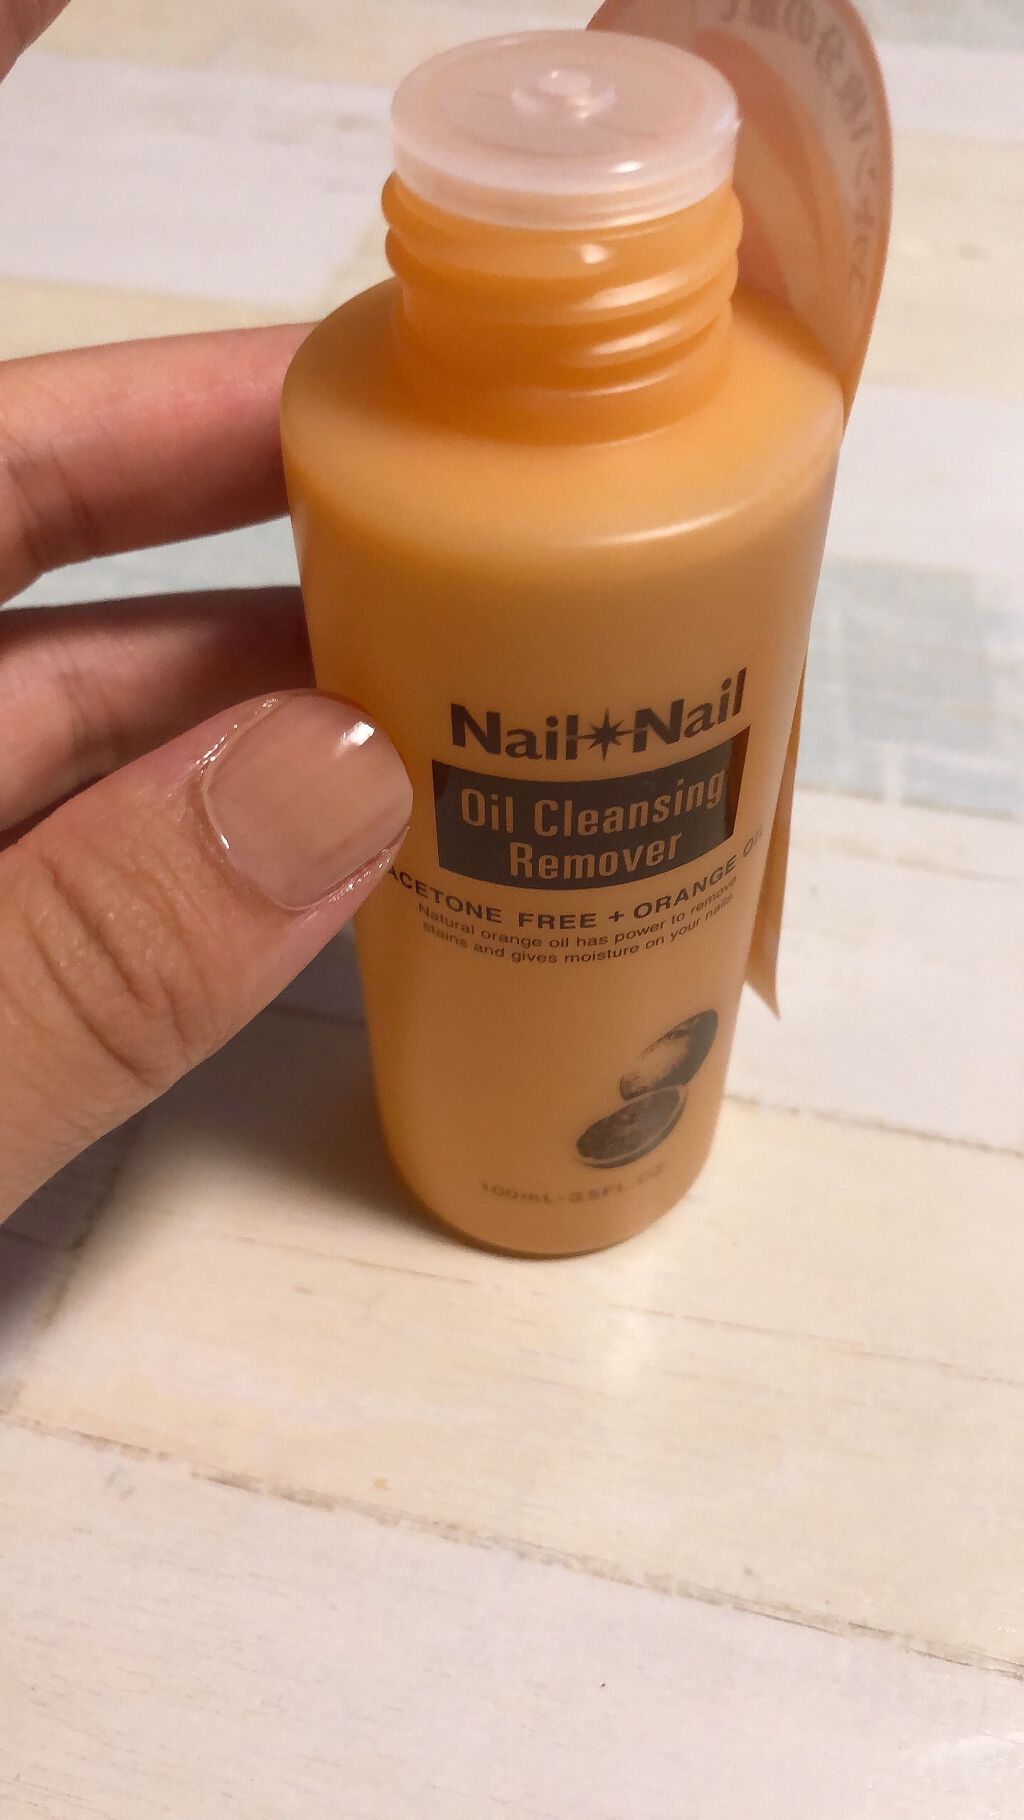 Nail Nail
Oil Cleansing
Remover
ACETONE FREE + ORANGE OIL
Natural orange oil has power to remove
stains and gives moisture on your nails.
100mL・3.5FL.OZ